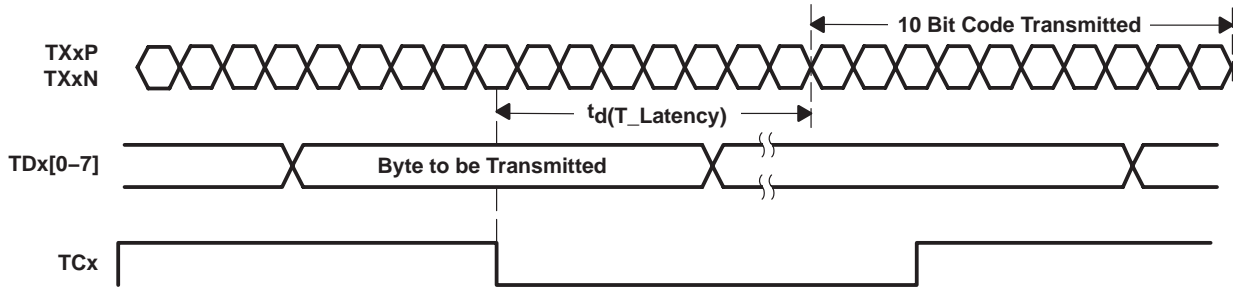 10 Bit Code Transmitted
TXxP
TXxN
td(T_Latency)
TDx[0–7]
Byte to be Transmitted
TCx